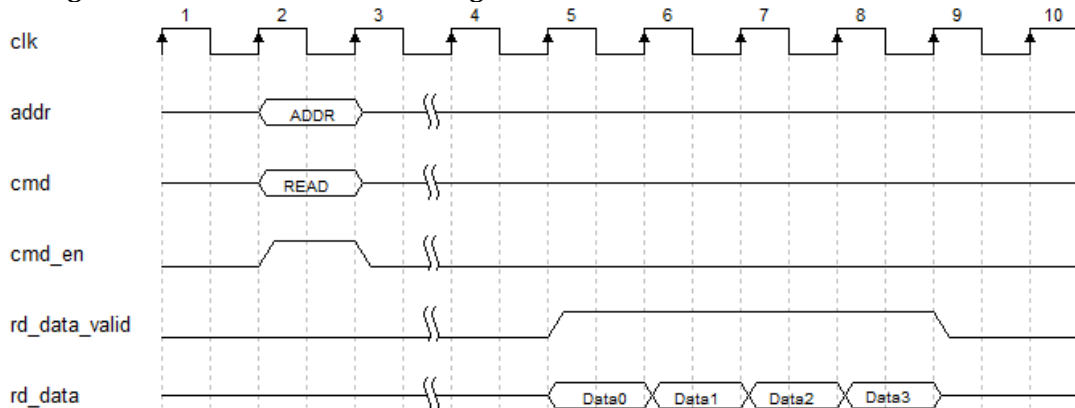 1 2 3 4 5 6 7 8 9 10
clk
addr ADDR
cmd READ
cmd_en
rd_data_valid
rd_data Data0 Data1 Data2 Data3